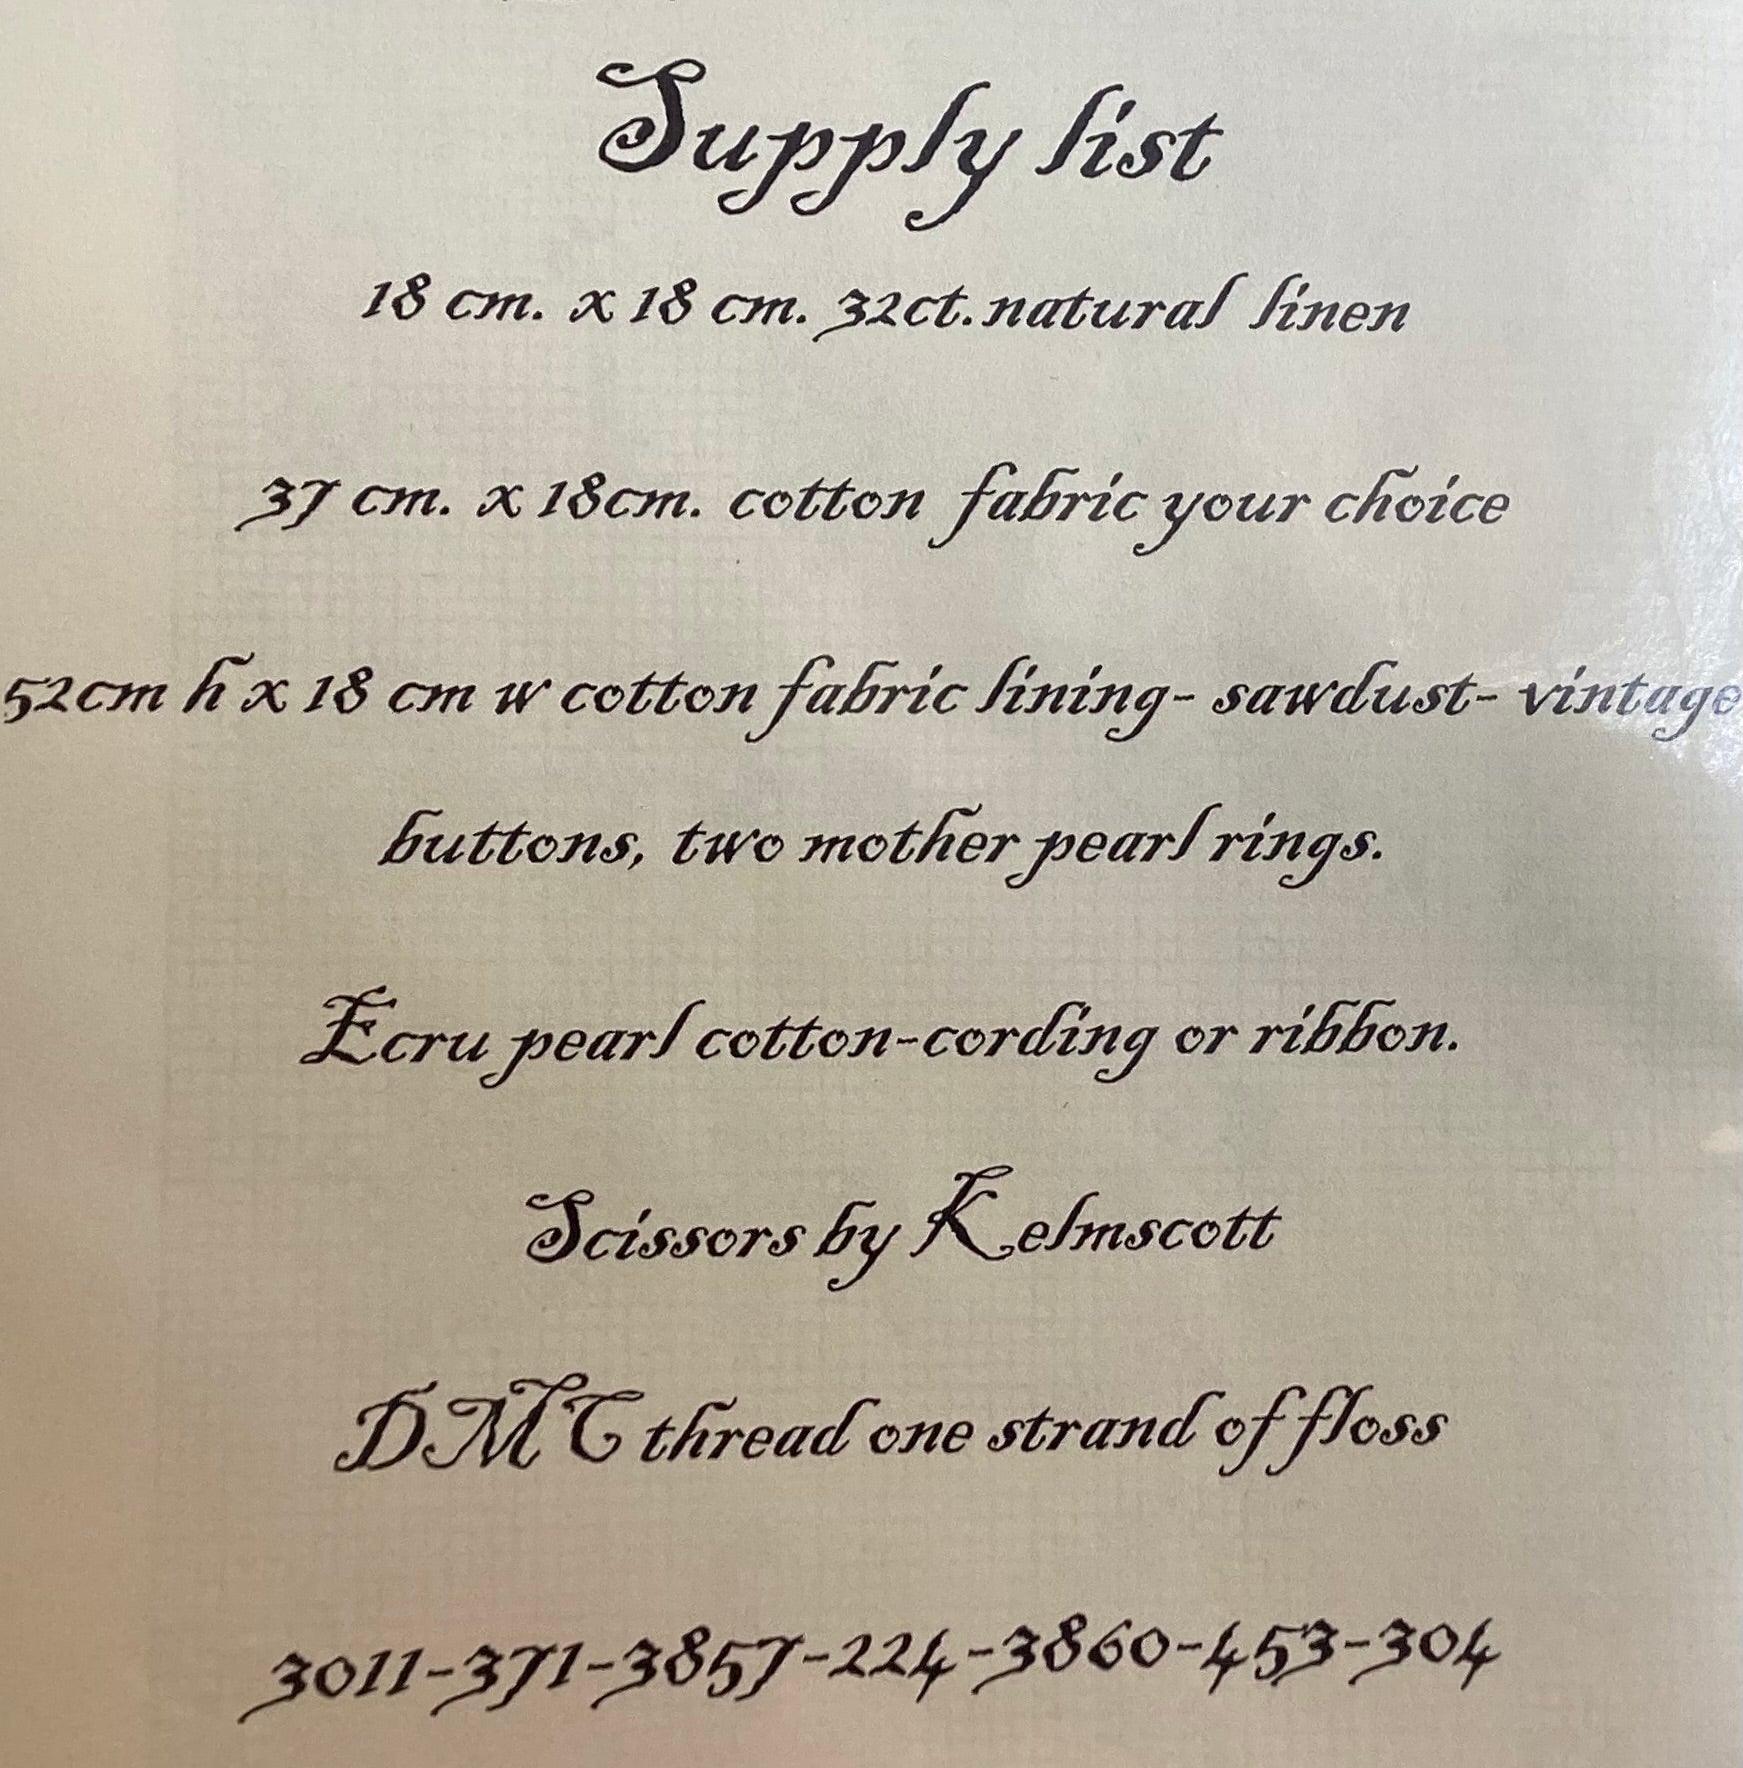 Supply list
18 cm. x 18 cm. 32ct. natural linen
37 cm. x 18cm. cotton fabric your choice
52cm h x 18 cm w cotton fabric lining- sawdust- vintage
buttons, two mother pearl rings.
Ecru pearl cotton-cording or ribbon.
Scissors by Kelmscott
DMC thread one strand of floss
3011-371-3857-224-3860-453-304